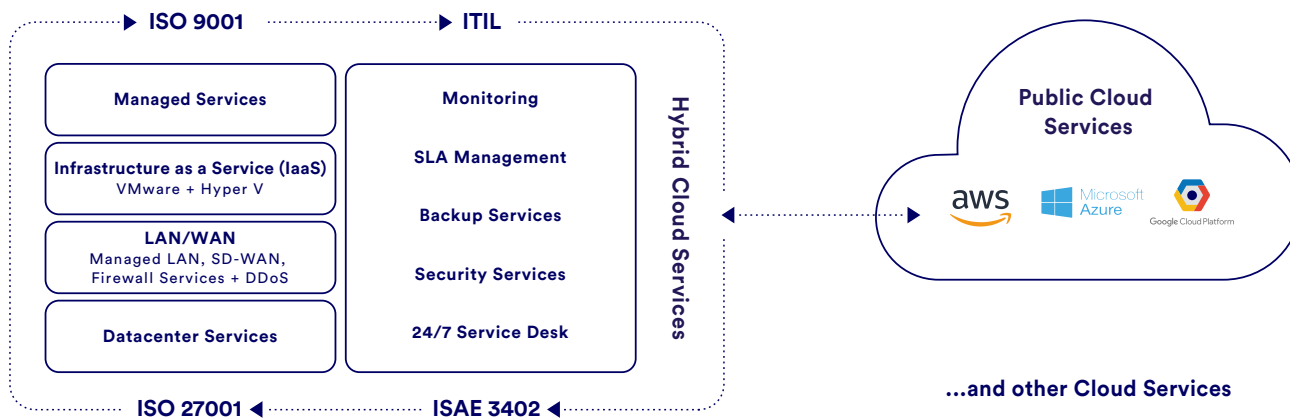 ISO 9001
ITIL
Managed Services
Infrastructure as a Service (IaaS)
VMware + Hyper V
LAN/WAN
Managed LAN, SD-WAN,
Firewall Services + DDoS
Datacenter Services
Monitoring
SLA Management
Backup Services
Security Services
24/7 Service Desk
Hybrid Cloud Services
ISO 27001
ISAE 3402
Public Cloud
Services
aws
Microsoft
Azure
Google Cloud Platform
...and other Cloud Services